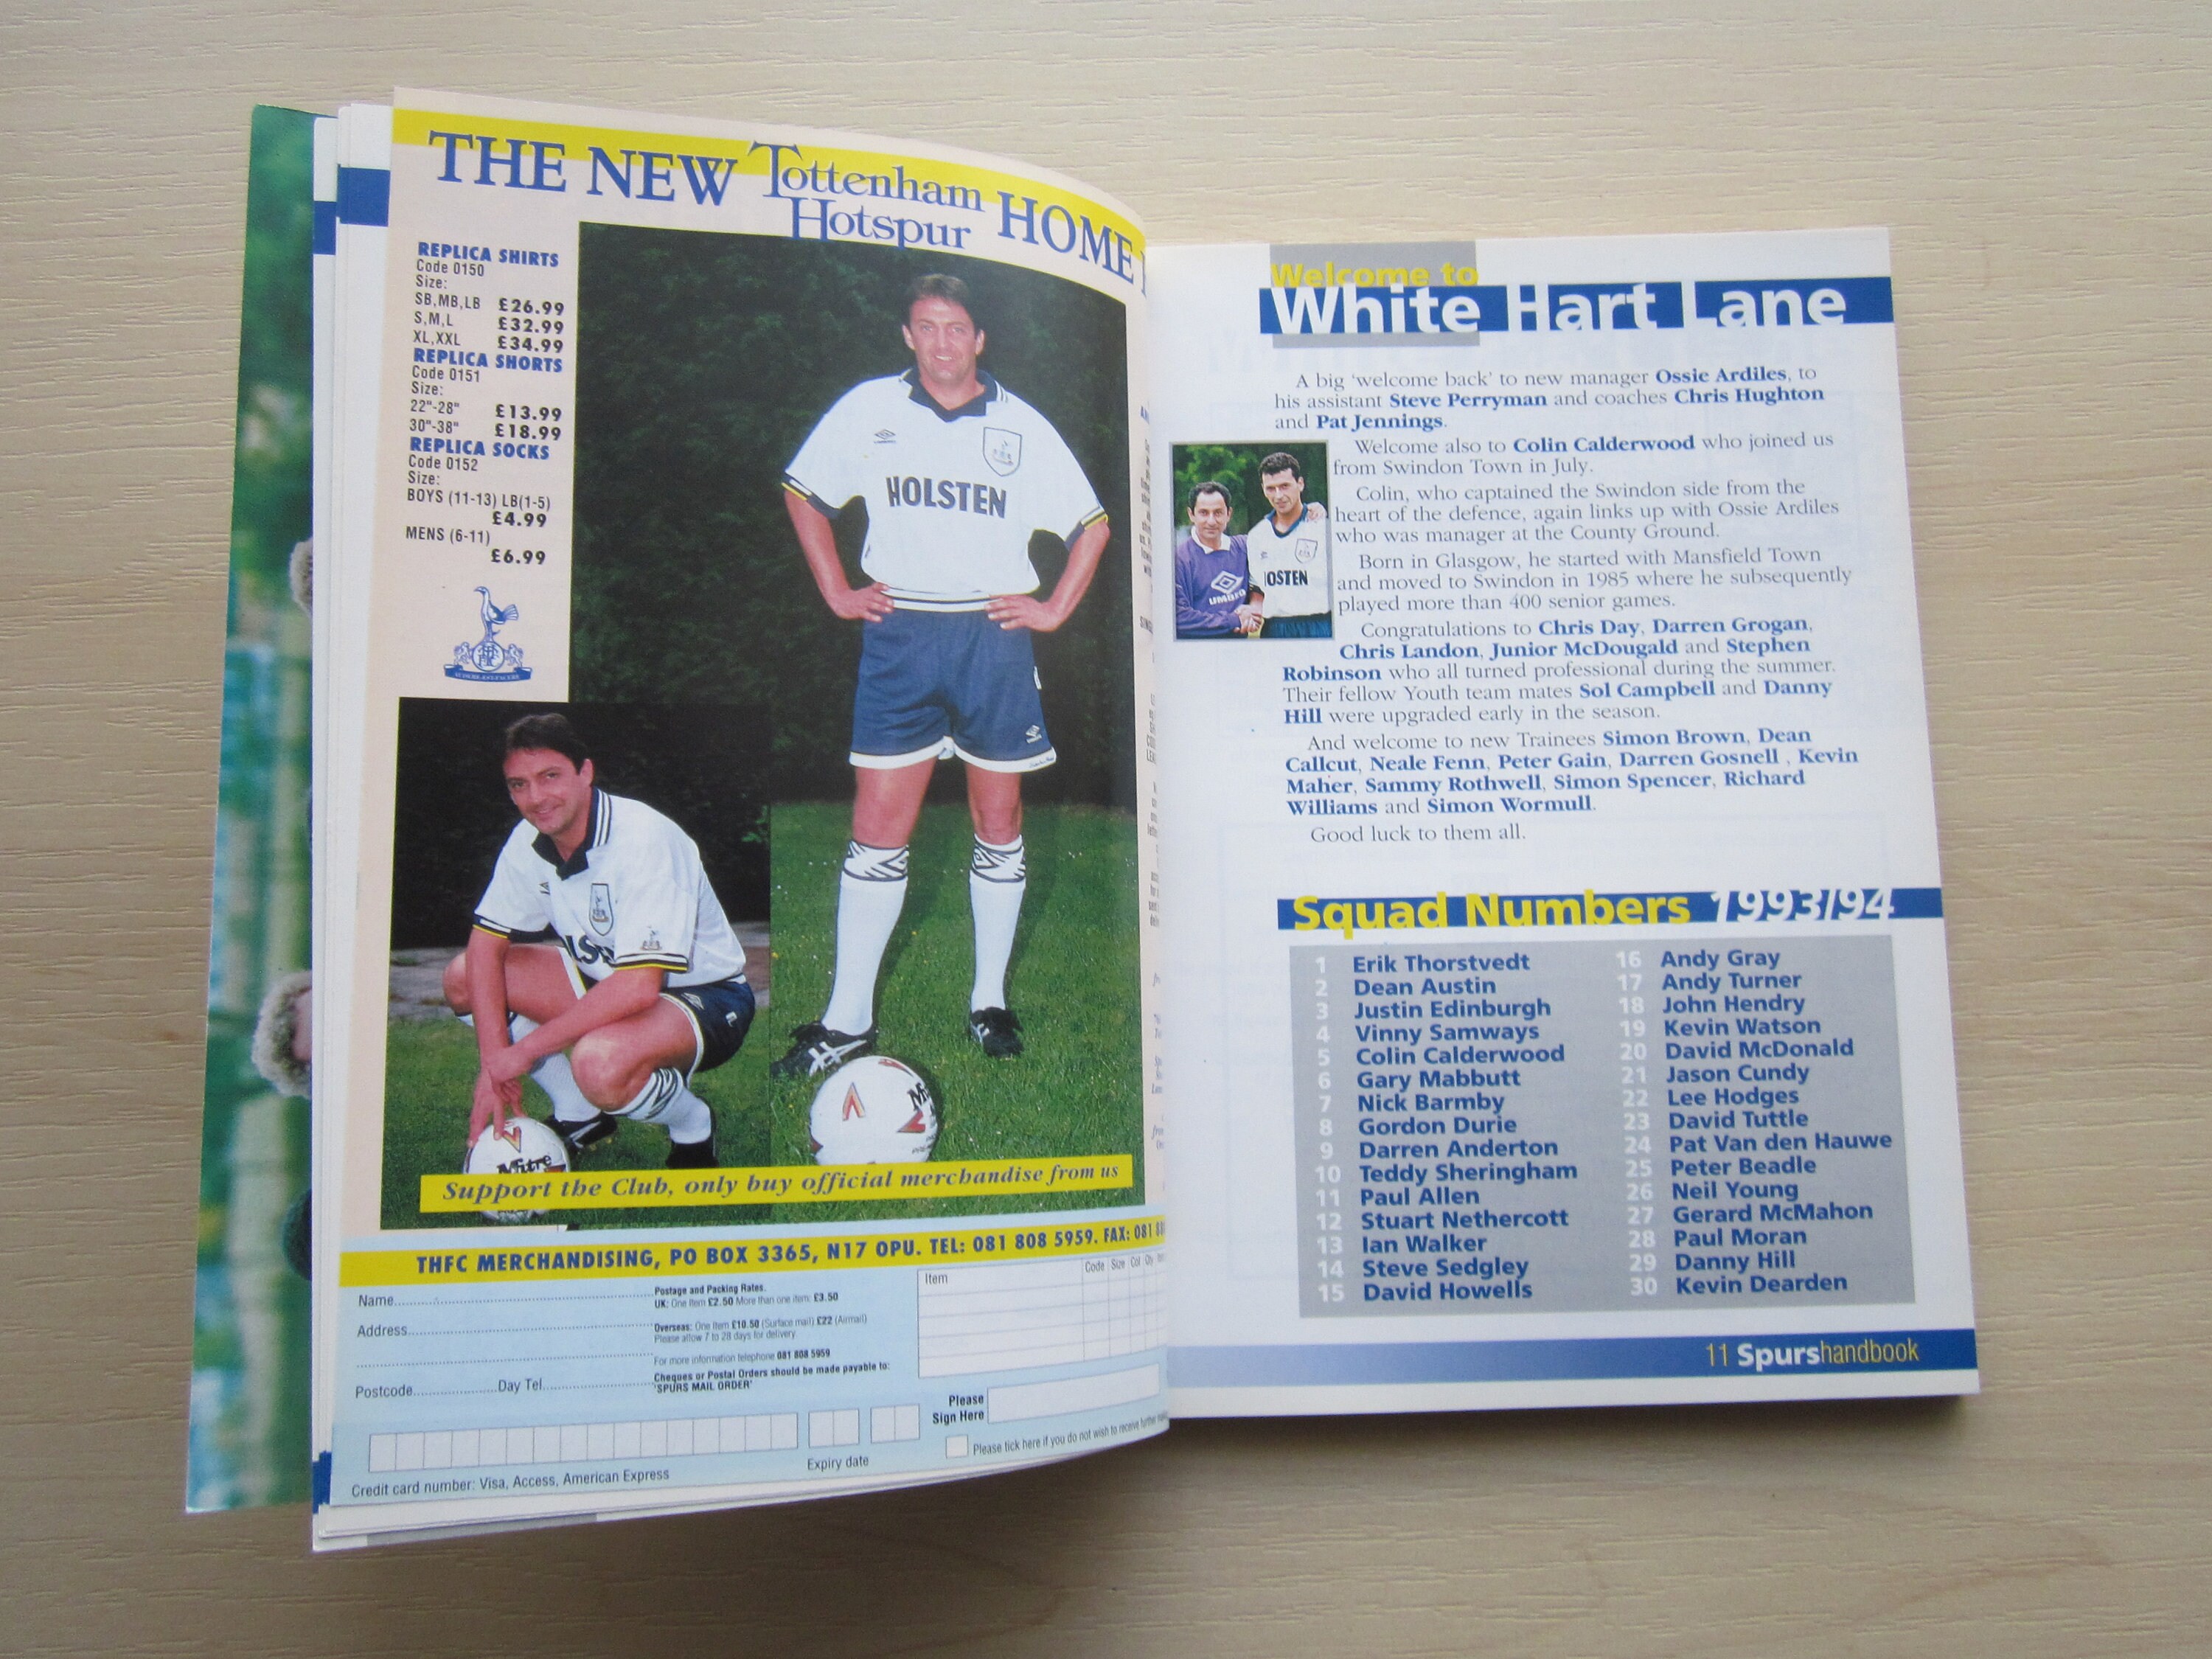 THE NEW Tottenham Hotspur HOME
REPLICA SHIRTS
Code 0150
Size:
SB,MB,LB £26.99
S,M,L £32.99
XL,XXL £34.99
REPLICA SHORTS
Code 0151
Size:
22"-28" £13.99
30"-38" £18.99
REPLICA SOCKS
Code 0152
Size:
BOYS (11-13) LB(1-5)
£4.99
MENS (6-11)
£6.99
HOLSTEN
Mitre
Support the Club, only buy official merchandise from us
THFC MERCHANDISING, PO BOX 3365, N17 OPU. TEL: 081 808 5959. FAX: 081
Name
Address
Postcode Day Tel
Postage and Packing Rates.
UK: One Item £2.50 More than one item: £3.50
Overseas: One Item £10.50 (Surface mail) £22 (Airmail)
Please allow 7 to 28 days for delivery
For more information telephone 081 808 5959
Cheques or Postal Orders should be made payable to:
'SPURS MAIL ORDER'
Item Code Size Col Qty
Please
Sign Here
Expiry date
Please tick here if you do not wish to receive further
Credit card number: Visa, Access, American Express
Welcome to
White Hart Lane
A big 'welcome back' to new manager Ossie Ardiles, to
his assistant Steve Perryman and coaches Chris Hughton
and Pat Jennings.
Welcome also to Colin Calderwood who joined us
from Swindon Town in July.
Colin, who captained the Swindon side from the
heart of the defence, again links up with Ossie Ardiles
who was manager at the County Ground.
Born in Glasgow, he started with Mansfield Town
and moved to Swindon in 1985 where he subsequently
played more than 400 senior games.
umbro
OSTEN
Congratulations to Chris Day, Darren Grogan,
Chris Landon, Junior McDougald and Stephen
Robinson who all turned professional during the summer.
Their fellow Youth team mates Sol Campbell and Danny
Hill were upgraded early in the season.
And welcome to new Trainees Simon Brown, Dean
Callcut, Neale Fenn, Peter Gain, Darren Gosnell , Kevin
Maher, Sammy Rothwell, Simon Spencer, Richard
Williams and Simon Wormull.
Good luck to them all.
Squad Numbers 1993/94
1 Erik Thorstvedt
2 Dean Austin
3 Justin Edinburgh
4 Vinny Samways
5 Colin Calderwood
6 Gary Mabbutt
7 Nick Barmby
8 Gordon Durie
9 Darren Anderton
10 Teddy Sheringham
11 Paul Allen
12 Stuart Nethercott
13 Ian Walker
14 Steve Sedgley
15 David Howells
16 Andy Gray
17 Andy Turner
18 John Hendry
19 Kevin Watson
20 David McDonald
21 Jason Cundy
22 Lee Hodges
23 David Tuttle
24 Pat Van den Hauwe
25 Peter Beadle
26 Neil Young
27 Gerard McMahon
28 Paul Moran
29 Danny Hill
30 Kevin Dearden
11 Spurshandbook